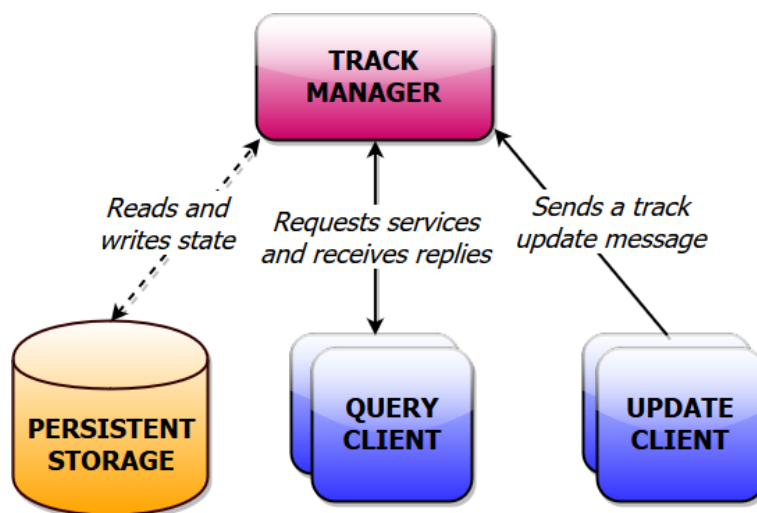 TRACK
MANAGER
Reads and
writes state
Requests services
and receives replies
Sends a track
update message
PERSISTENT
STORAGE
QUERY
CLIENT
UPDATE
CLIENT